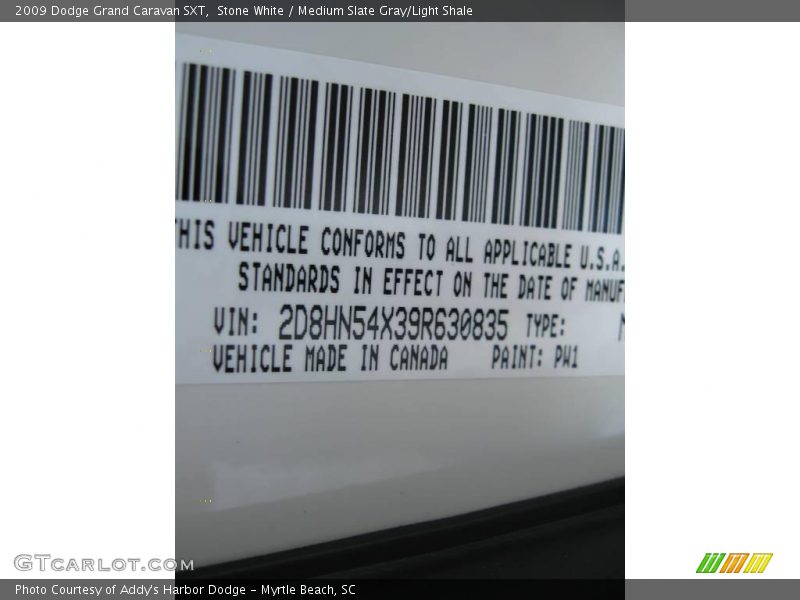 2009 Dodge Grand Caravan SXT, Stone White / Medium Slate Gray/Light Shale
THIS VEHICLE CONFORMS TO ALL APPLICABLE U.S.A.
STANDARDS IN EFFECT ON THE DATE OF MANUF
VIN: 2D8HN54X39R630835 TYPE: M
VEHICLE MADE IN CANADA PAINT: PW1
GTCARLOT.COM
Photo Courtesy of Addy's Harbor Dodge - Myrtle Beach, SC